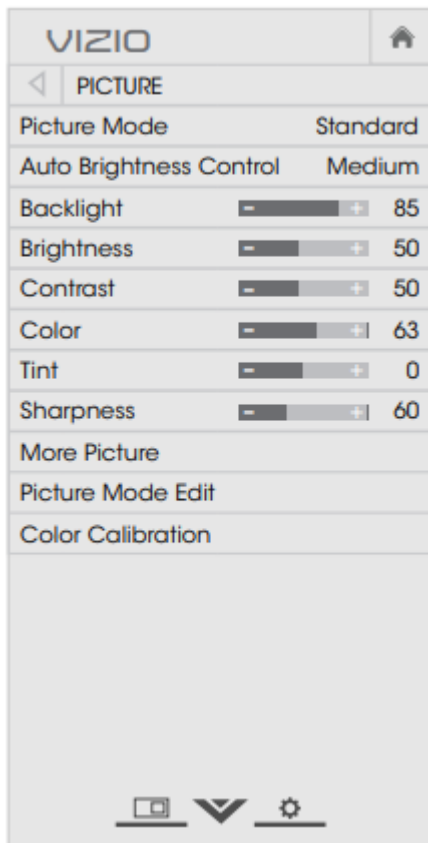 VIZIO
PICTURE
Picture Mode Standard
Auto Brightness Control Medium
Backlight - + 85
Brightness - + 50
Contrast - + 50
Color - + 63
Tint - + 0
Sharpness - + 60
More Picture
Picture Mode Edit
Color Calibration